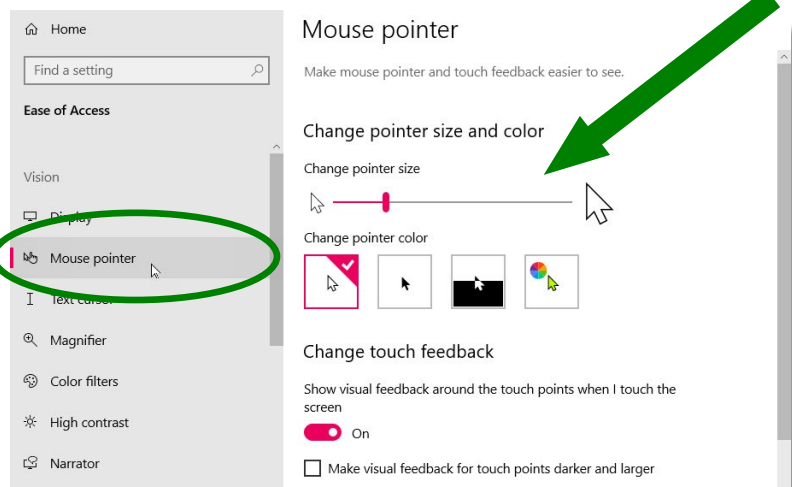 Home
Find a setting
Ease of Access
Vision
Display
Mouse pointer
Text cursor
Magnifier
Color filters
High contrast
Narrator
Mouse pointer
Make mouse pointer and touch feedback easier to see.
Change pointer size and color
Change pointer size
Change pointer color
Change touch feedback
Show visual feedback around the touch points when I touch the
screen
On
Make visual feedback for touch points darker and larger